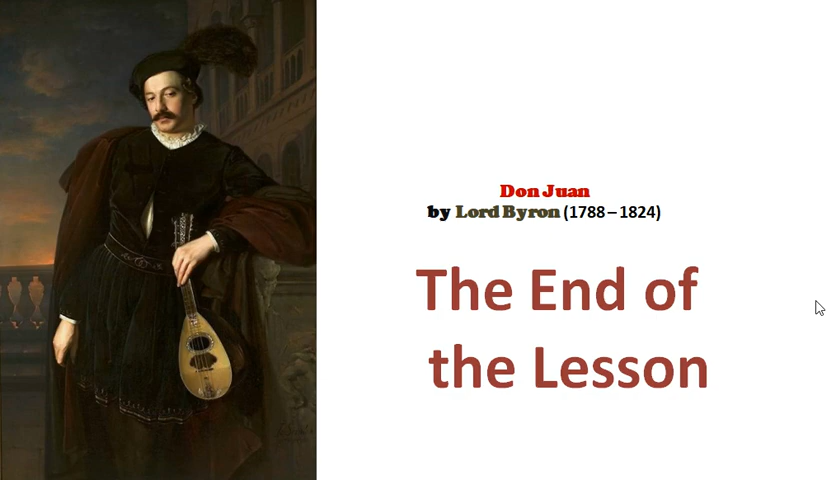 Don Juan
by Lord Byron (1788 – 1824)
The End of
the Lesson